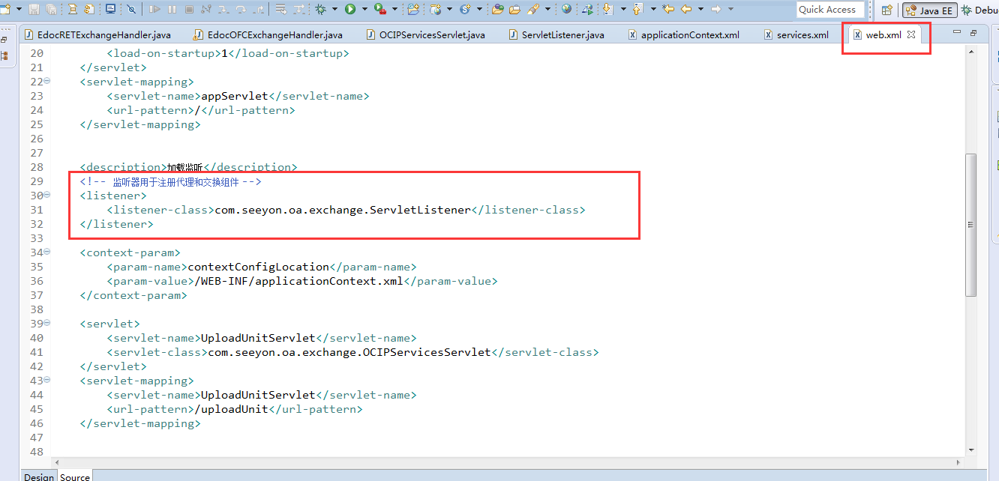 Quick Access
Java EE
Debu
EdocRETExchangeHandler.java
EdocOFCExchangeHandler.java
OCIPServicesServlet.java
ServletListener.java
applicationContext.xml
services.xml
web.xml
20 <load-on-startup>1</load-on-startup>
21 </servlet>
22 <servlet-mapping>
23 <servlet-name>appServlet</servlet-name>
24 <url-pattern>/</url-pattern>
25 </servlet-mapping>
26
27
28 <description>加载监听</description>
29 <!-- 监听器用于注册代理和交换组件 -->
30 <listener>
31 <listener-class>com.seeyon.oa.exchange.ServletListener</listener-class>
32 </listener>
33
34 <context-param>
35 <param-name>contextConfigLocation</param-name>
36 <param-value>/WEB-INF/applicationContext.xml</param-value>
37 </context-param>
38
39 <servlet>
40 <servlet-name>UploadUnitServlet</servlet-name>
41 <servlet-class>com.seeyon.oa.exchange.OCIPServicesServlet</servlet-class>
42 </servlet>
43 <servlet-mapping>
44 <servlet-name>UploadUnitServlet</servlet-name>
45 <url-pattern>/uploadUnit</url-pattern>
46 </servlet-mapping>
47
48
Design Source